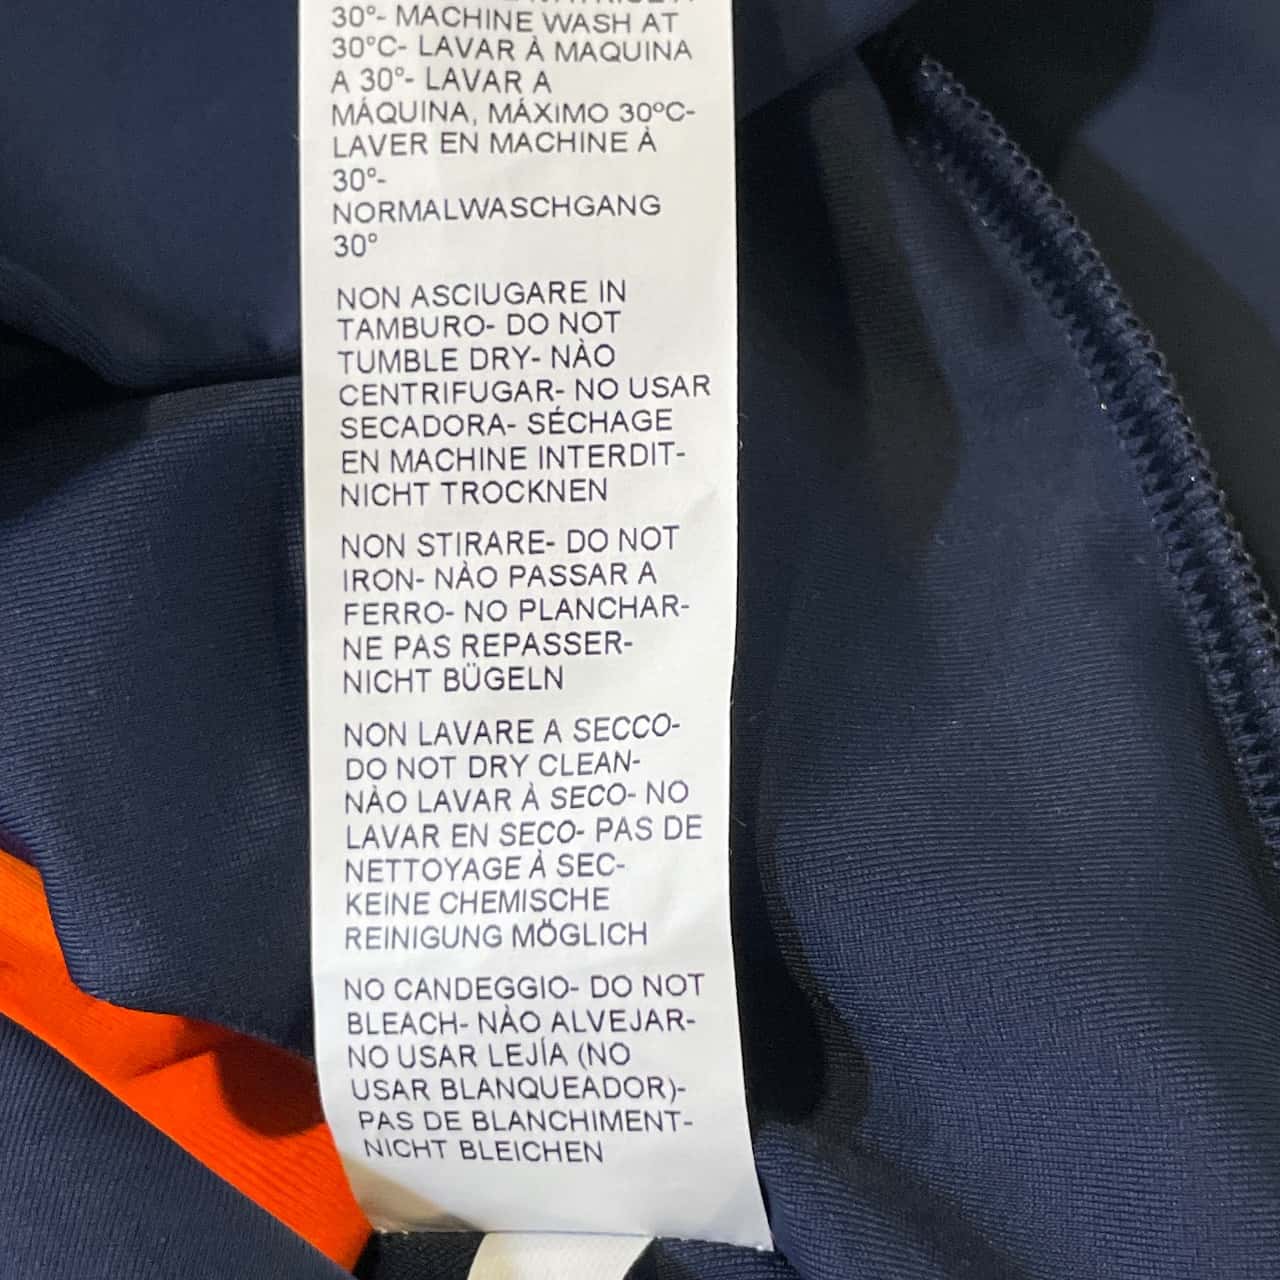 30°- MACHINE WASH AT
30°C- LAVAR À MAQUINA
A 30°- LAVAR A
MÁQUINA, MÁXIMO 30°C-
LAVER EN MACHINE À
30°-
NORMALWASCHGANG
30°
NON ASCIUGARE IN
TAMBURO- DO NOT
TUMBLE DRY- NÀO
CENTRIFUGAR- NO USAR
SECADORA- SÉCHAGE
EN MACHINE INTERDIT-
NICHT TROCKNEN
NON STIRARE- DO NOT
IRON- NÀO PASSAR A
FERRO- NO PLANCHAR-
NE PAS REPASSER-
NICHT BÜGELN
NON LAVARE A SECCO-
DO NOT DRY CLEAN-
NÀO LAVAR À SECO- NO
LAVAR EN SECO- PAS DE
NETTOYAGE À SEC-
KEINE CHEMISCHE
REINIGUNG MÖGLICH
NO CANDEGGIO- DO NOT
BLEACH- NÀO ALVEJAR-
NO USAR LEJÍA (NO
USAR BLANQUEADOR)-
PAS DE BLANCHIMENT-
NICHT BLEICHEN